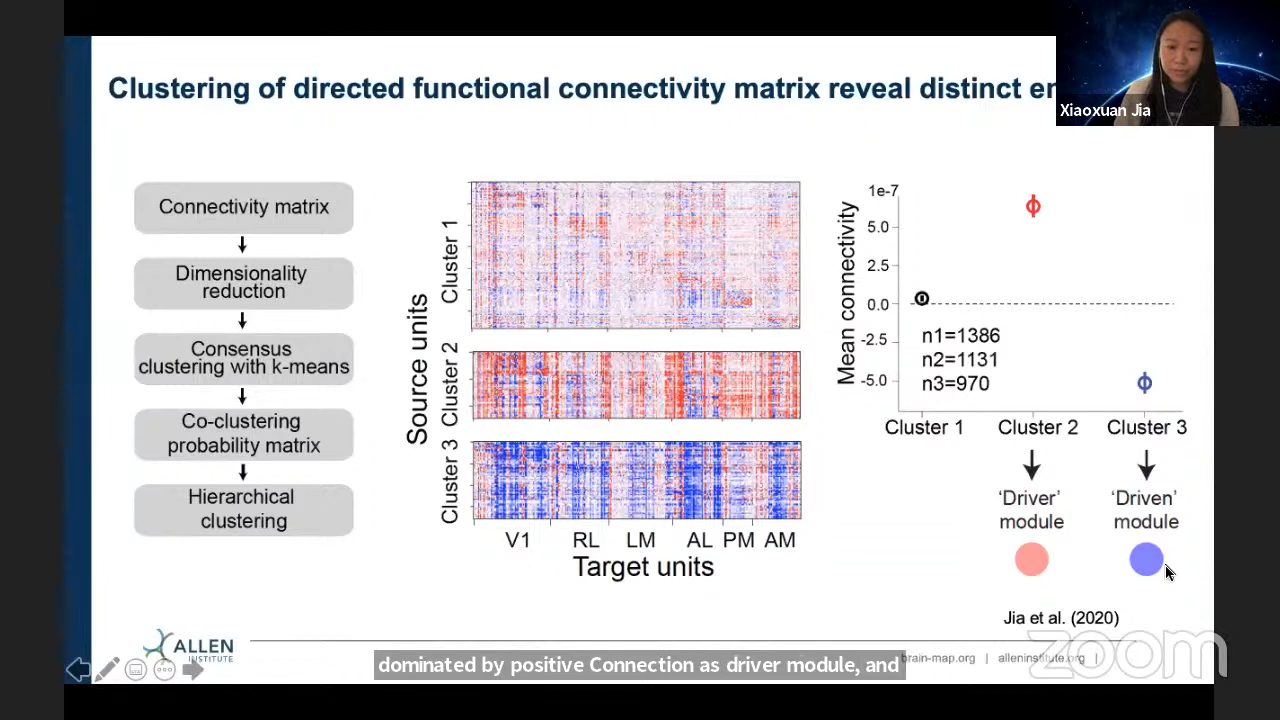 Clustering of directed functional connectivity matrix reveal distinct
Xiaoxuan Jia
Connectivity matrix
Dimensionality
reduction
Consensus
clustering with k-means
Co-clustering
probability matrix
Hierarchical
clustering
Source units
Cluster 1
Cluster 2
Cluster 3
V1 RL LM AL PM AM
Target units
Mean connectivity
1e-7
5.0
2.5
0.0
-2.5
-5.0
n1=1386
n2=1131
n3=970
Cluster 1 Cluster 2 Cluster 3
‘Driver’ ‘Driven’
module module
Jia et al. (2020)
ALLEN
INSTITUTE
brain-map.org | alleninstitute.org |
dominated by positive Connection as driver module, and
zoom